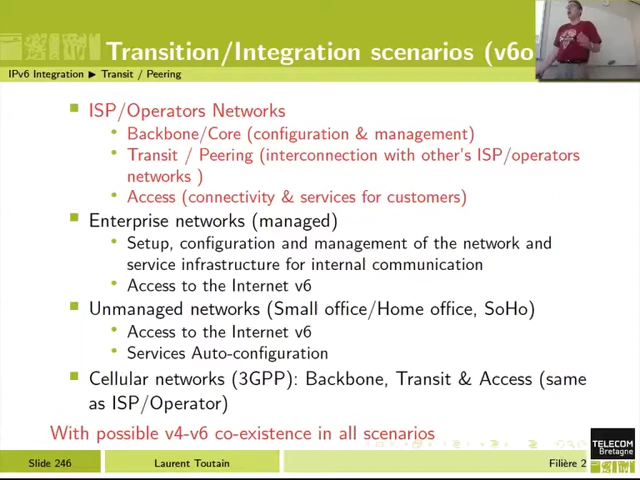 Transition/Integration scenarios (v6o
IPv6 Integration ▶ Transit / Peering
ISP/Operators Networks
Backbone/Core (configuration & management)
Transit / Peering (interconnection with other's ISP/operators
networks )
Access (connectivity & services for customers)
Enterprise networks (managed)
Setup, configuration and management of the network and
service infrastructure for internal communication
Access to the Internet v6
Unmanaged networks (Small office/Home office, SoHo)
Access to the Internet v6
Services Auto-configuration
Cellular networks (3GPP): Backbone, Transit & Access (same
as ISP/Operator)
With possible v4-v6 co-existence in all scenarios
TELECOM
Bretagne
Slide 246
Laurent Toutain
Filière 2